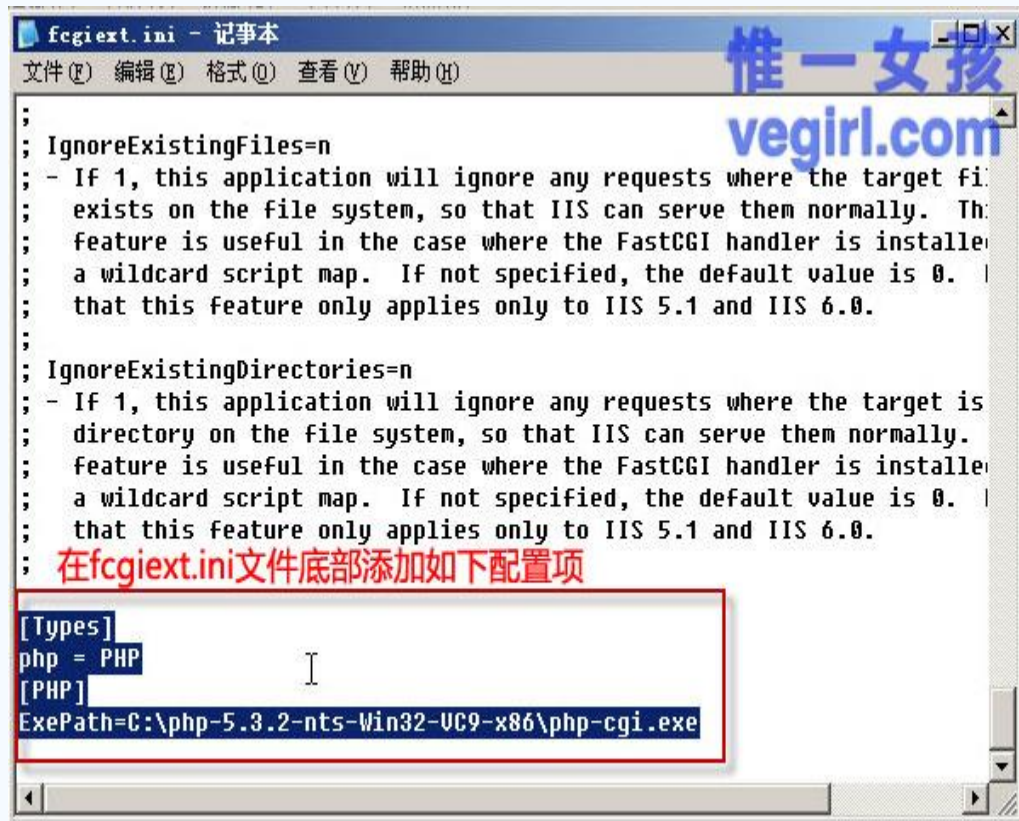 fcgiext.ini - 记事本
文件(F) 编辑(E) 格式(O) 查看(V) 帮助(H)
惟一女孩
vegirl.com
;
; IgnoreExistingFiles=n
; - If 1, this application will ignore any requests where the target
; exists on the file system, so that IIS can serve them normally.
; feature is useful in the case where the FastCGI handler is
; a wildcard script map. If not specified, the default value is 0.
; that this feature only applies only to IIS 5.1 and IIS 6.0.
;
; IgnoreExistingDirectories=n
; - If 1, this application will ignore any requests where the target is
; directory on the file system, so that IIS can serve them normally.
; feature is useful in the case where the FastCGI handler is
; a wildcard script map. If not specified, the default value is 0.
; that this feature only applies only to IIS 5.1 and IIS 6.0.
; 在fcgiext.ini文件底部添加如下配置项
[Types]
php = PHP
[PHP]
ExePath=C:\php-5.3.2-nts-Win32-VC9-x86\php-cgi.exe